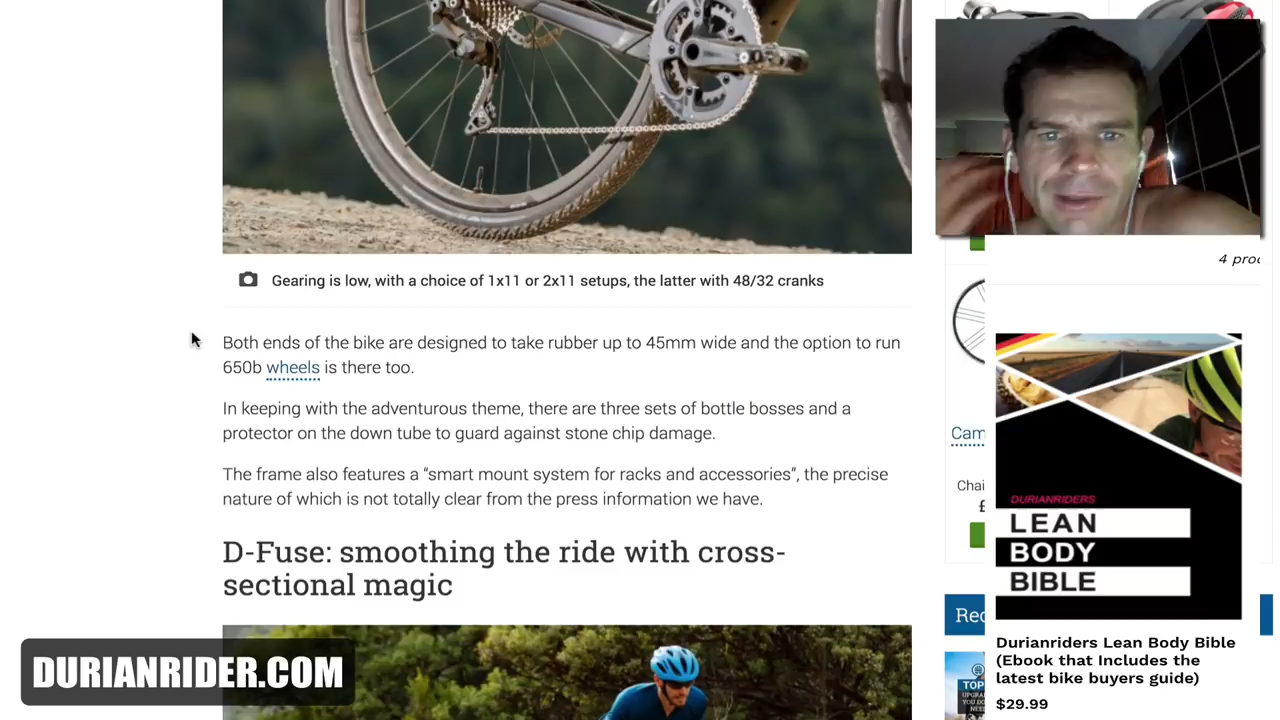 Gearing is low, with a choice of 1x11 or 2x11 setups, the latter with 48/32 cranks
Both ends of the bike are designed to take rubber up to 45mm wide and the option to run
650b wheels is there too.
In keeping with the adventurous theme, there are three sets of bottle bosses and a
protector on the down tube to guard against stone chip damage.
The frame also features a “smart mount system for racks and accessories”, the precise
nature of which is not totally clear from the press information we have.
D-Fuse: smoothing the ride with cross-
sectional magic
DURIANRIDER.COM
4 proc
Cam
Chai
£
Rec
TOP
DURIANRIDERS
LEAN
BODY
BIBLE
Durianriders Lean Body Bible
(Ebook that Includes the
latest bike buyers guide)
$29.99